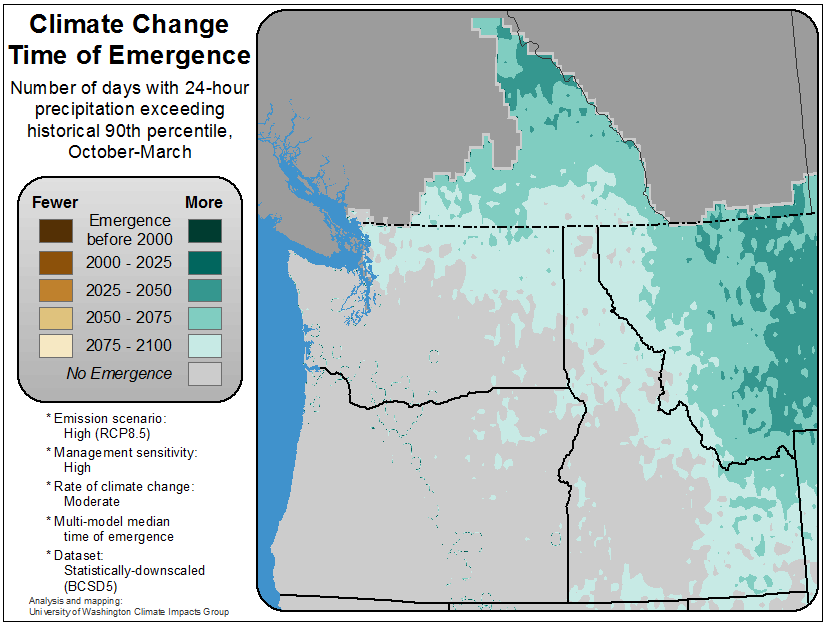 Climate Change
Time of Emergence
Number of days with 24-hour
precipitation exceeding
historical 90th percentile,
October-March
Fewer More
Emergence
before 2000
2000 - 2025
2025 - 2050
2050 - 2075
2075 - 2100
No Emergence
* Emission scenario:
High (RCP8.5)
* Management sensitivity:
High
* Rate of climate change:
Moderate
* Multi-model median
time of emergence
* Dataset:
Statistically-downscaled
(BCSD5)
Analysis and mapping:
University of Washington Climate Impacts Group